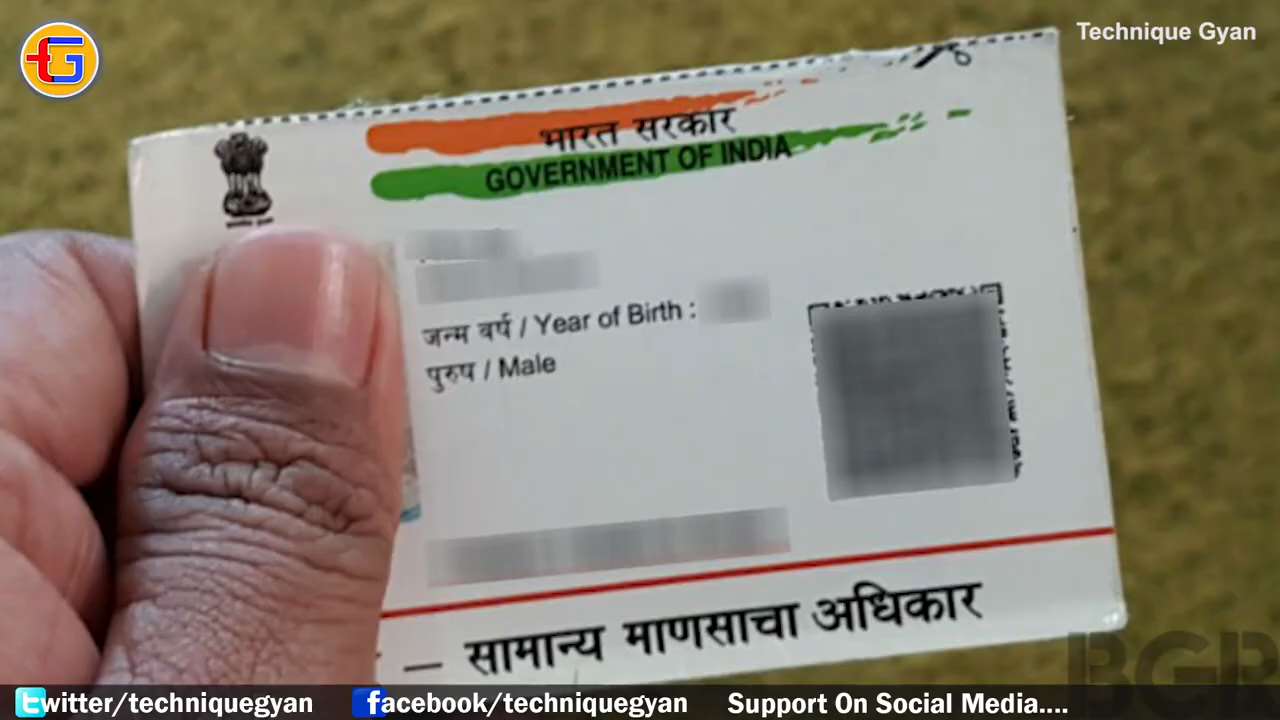 Technique Gyan
भारत सरकार
GOVERNMENT OF INDIA
जन्म वर्ष / Year of Birth :
पुरुष / Male
— सामान्य माणसाचा अधिकार
BGR
twitter/techniquegyan facebook/techniquegyan Support On Social Media....